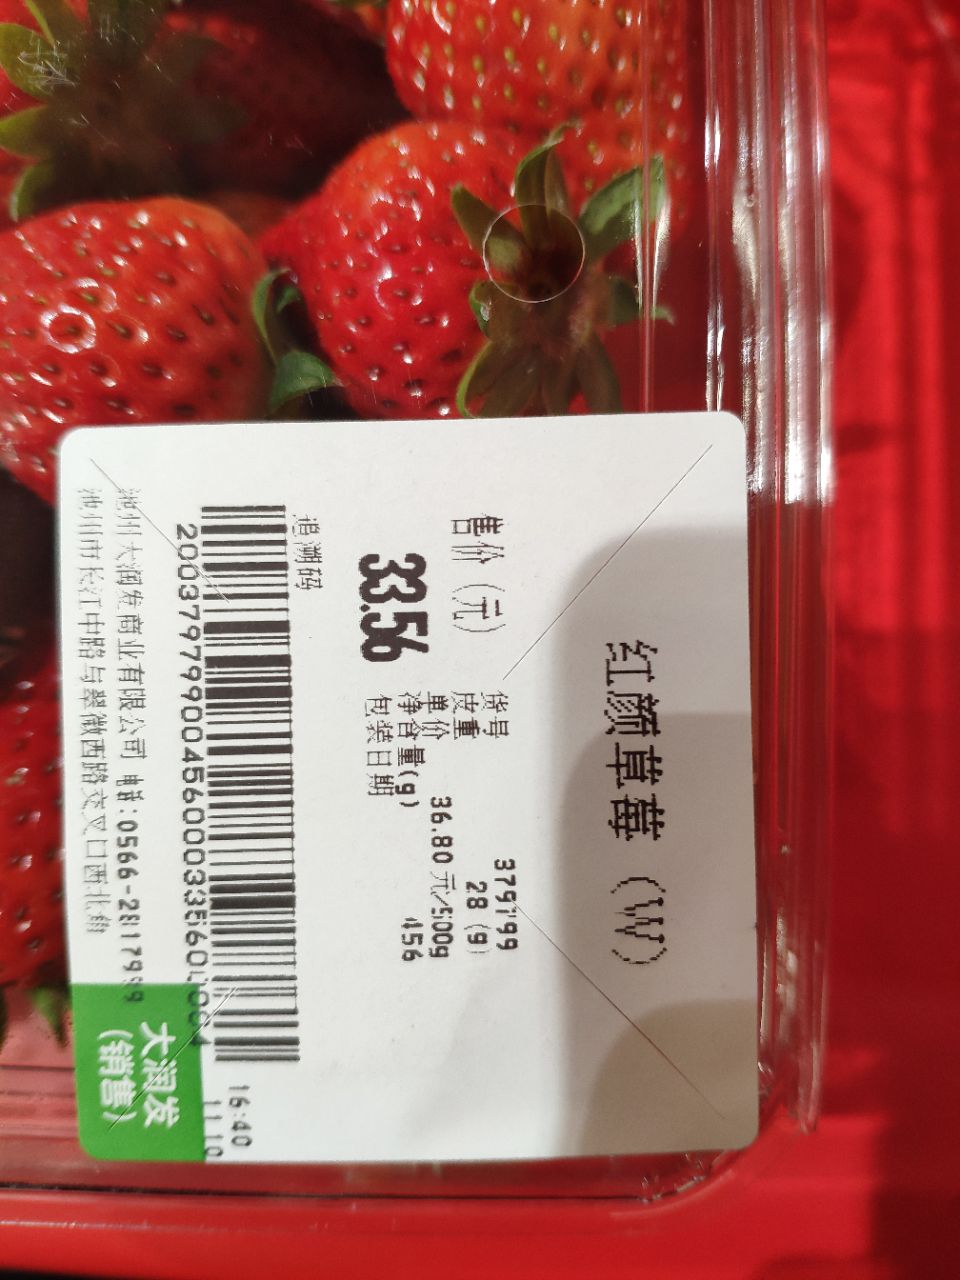 红颜草莓（W）
售价（元）
33.56
货号 379799
皮重 28(g)
单价 36.80 元/500g
净含量(g) 456
包装日期
追溯码
池州大润发商业有限公司 电话:0566-2817999
池州市长江中路与翠微西路交叉口西北角
大润发
(销售)
16:40
11.10